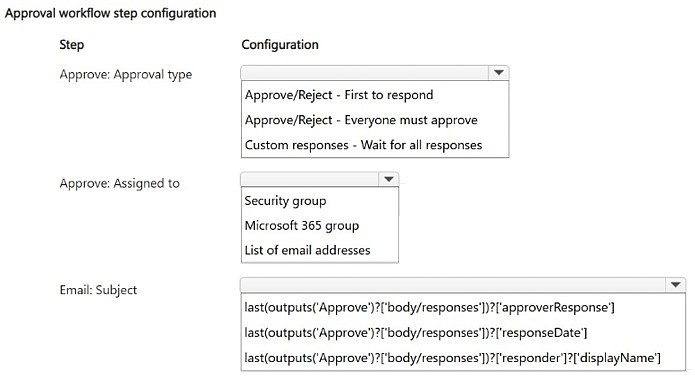 Approval workflow step configuration
Step Configuration
Approve: Approval type
Approve/Reject - First to respond
Approve/Reject - Everyone must approve
Custom responses - Wait for all responses
Approve: Assigned to
Security group
Microsoft 365 group
List of email addresses
Email: Subject
last(outputs('Approve')?['body/responses'])?['approverResponse']
last(outputs('Approve')?['body/responses'])?['responseDate']
last(outputs('Approve')?['body/responses'])?['responder']?['displayName']